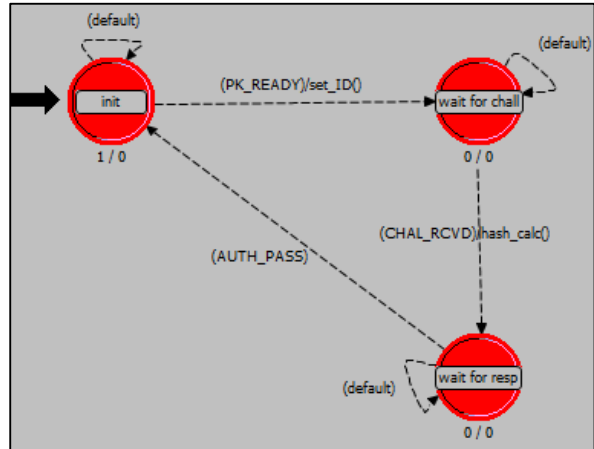 (default)
(default)
(PK_READY)/set_ID()
init
wait for chall
1 / 0
0 / 0
(CHAL_RCVD)/hash_calc()
(AUTH_PASS)
wait for resp
(default)
0 / 0